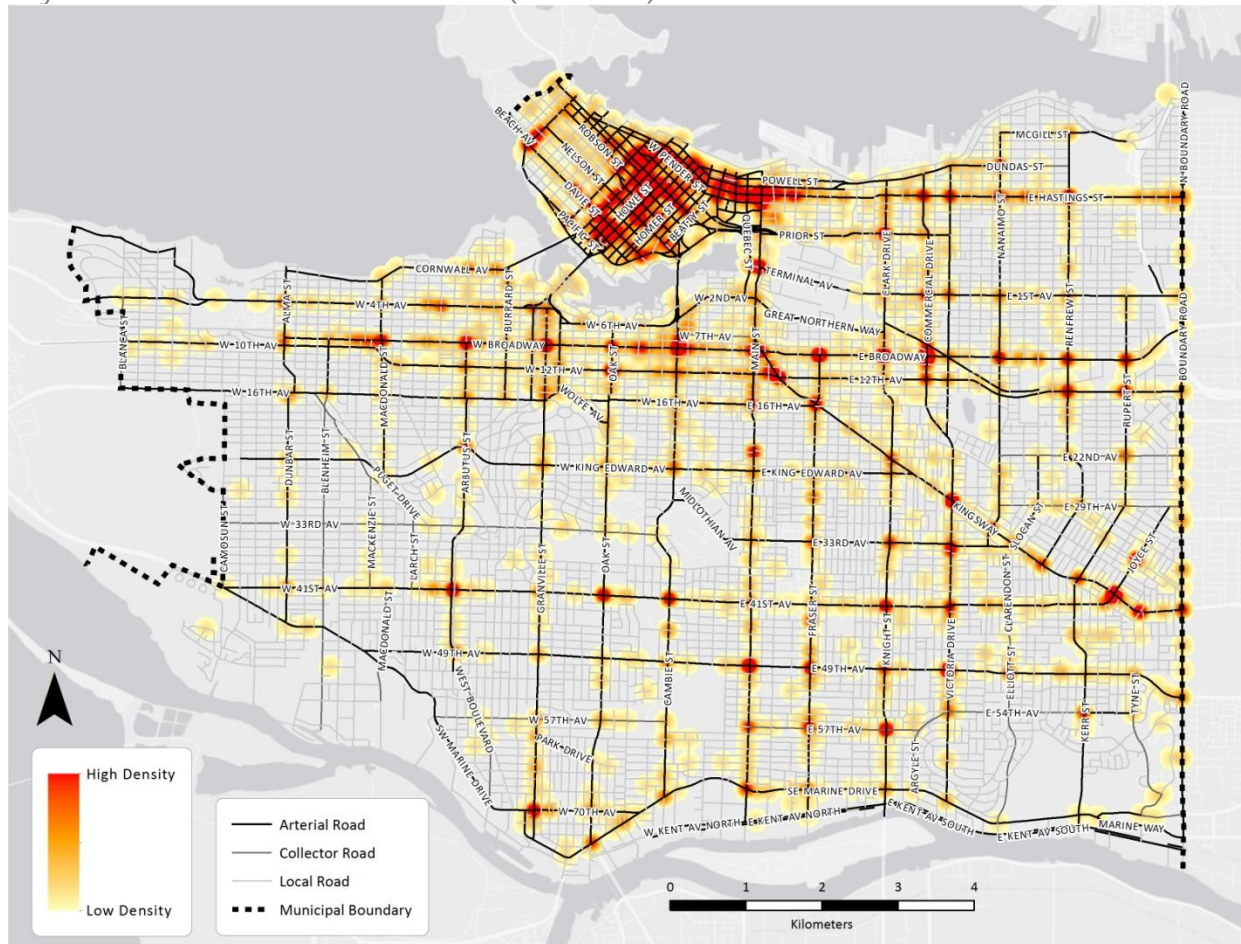 BEACH AV
ROBSON ST
NELSON ST
DAVIE ST
PACIFIC ST
HOWE ST
HOMER ST
BEATTY ST
W PENDER ST
POWELL ST
QUEBEC ST
MCGILL ST
DUNDAS ST
N BOUNDARY ROAD
E HASTINGS ST
PRIOR ST
TERMINAL AV
CLARK DRIVE
COMMERCIAL DRIVE
NANAIMO ST
RENFREW ST
E 1ST AV
BOUNDARY ROAD
CORNWALL AV
W 4TH AV
ALMA ST
BURRARD ST
W 2ND AV
W 6TH AV
W 7TH AV
GREAT NORTHERN WAY
BLANCA ST
W 10TH AV
W BROADWAY
E BROADWAY
MACDONALD ST
OAK ST
MAIN ST
W 12TH AV
E 12TH AV
RUPERT ST
W 16TH AV
WOLFE AV
W 16TH AV
E 16TH AV
DUNBAR ST
BLENHEIM ST
ARBUTUS ST
PUGET DRIVE
W KING EDWARD AV
E KING EDWARD AV
E 22ND AV
CAMOSUN ST
W 33RD AV
MACKENZIE ST
LARCH ST
MIDLOTHIAN AV
E 33RD AV
KINGSWAY
SLOCAN ST
E 29TH AV
JOYCE ST
GRANVILLE ST
OAK ST
W 41ST AV
E 41ST AV
FRASER ST
KNIGHT ST
VICTORIA DRIVE
CLARENDON ST
ELLIOTT ST
MACDONALD ST
W 49TH AV
E 49TH AV
WEST BOULEVARD
CAMBIE ST
TYNE ST
KERR ST
W 57TH AV
E 57TH AV
E 54TH AV
PARK DRIVE
ARGYLE ST
SW MARINE DRIVE
SE MARINE DRIVE
W 70TH AV
W KENT AV NORTH
E KENT AV NORTH
E KENT AV SOUTH
E KENT AV SOUTH
MARINE WAY
N
High Density
Low Density
Arterial Road
Collector Road
Local Road
Municipal Boundary
0 1 2 3 4
Kilometers